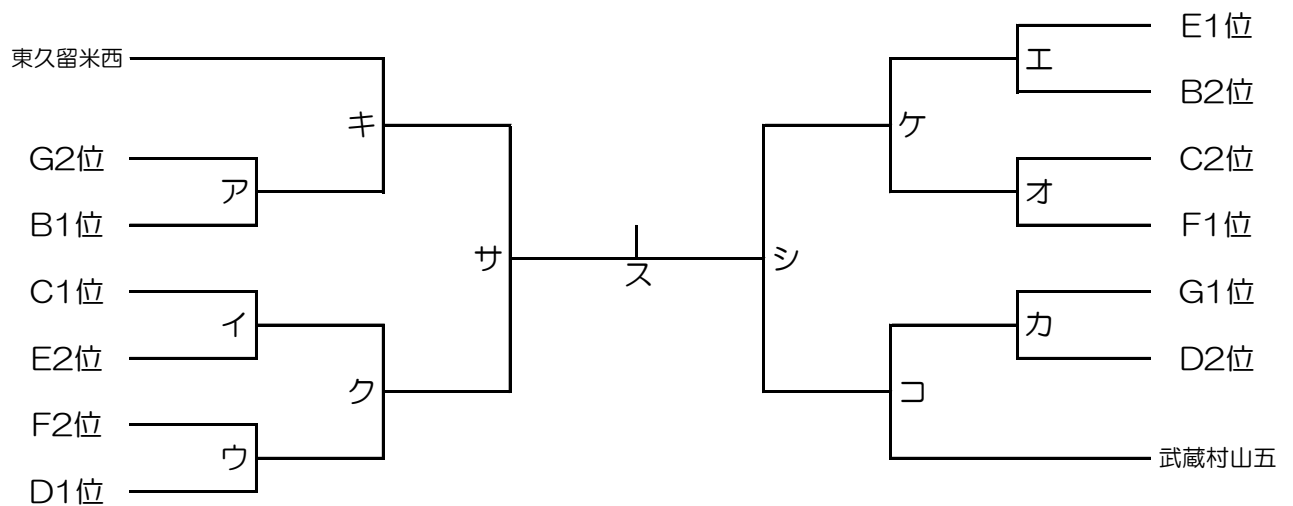 東久留米西
G2位
B1位
C1位
E2位
F2位
D1位
ア
イ
ウ
キ
ク
サ
ス
シ
ケ
コ
エ
オ
カ
E1位
B2位
C2位
F1位
G1位
D2位
武蔵村山五